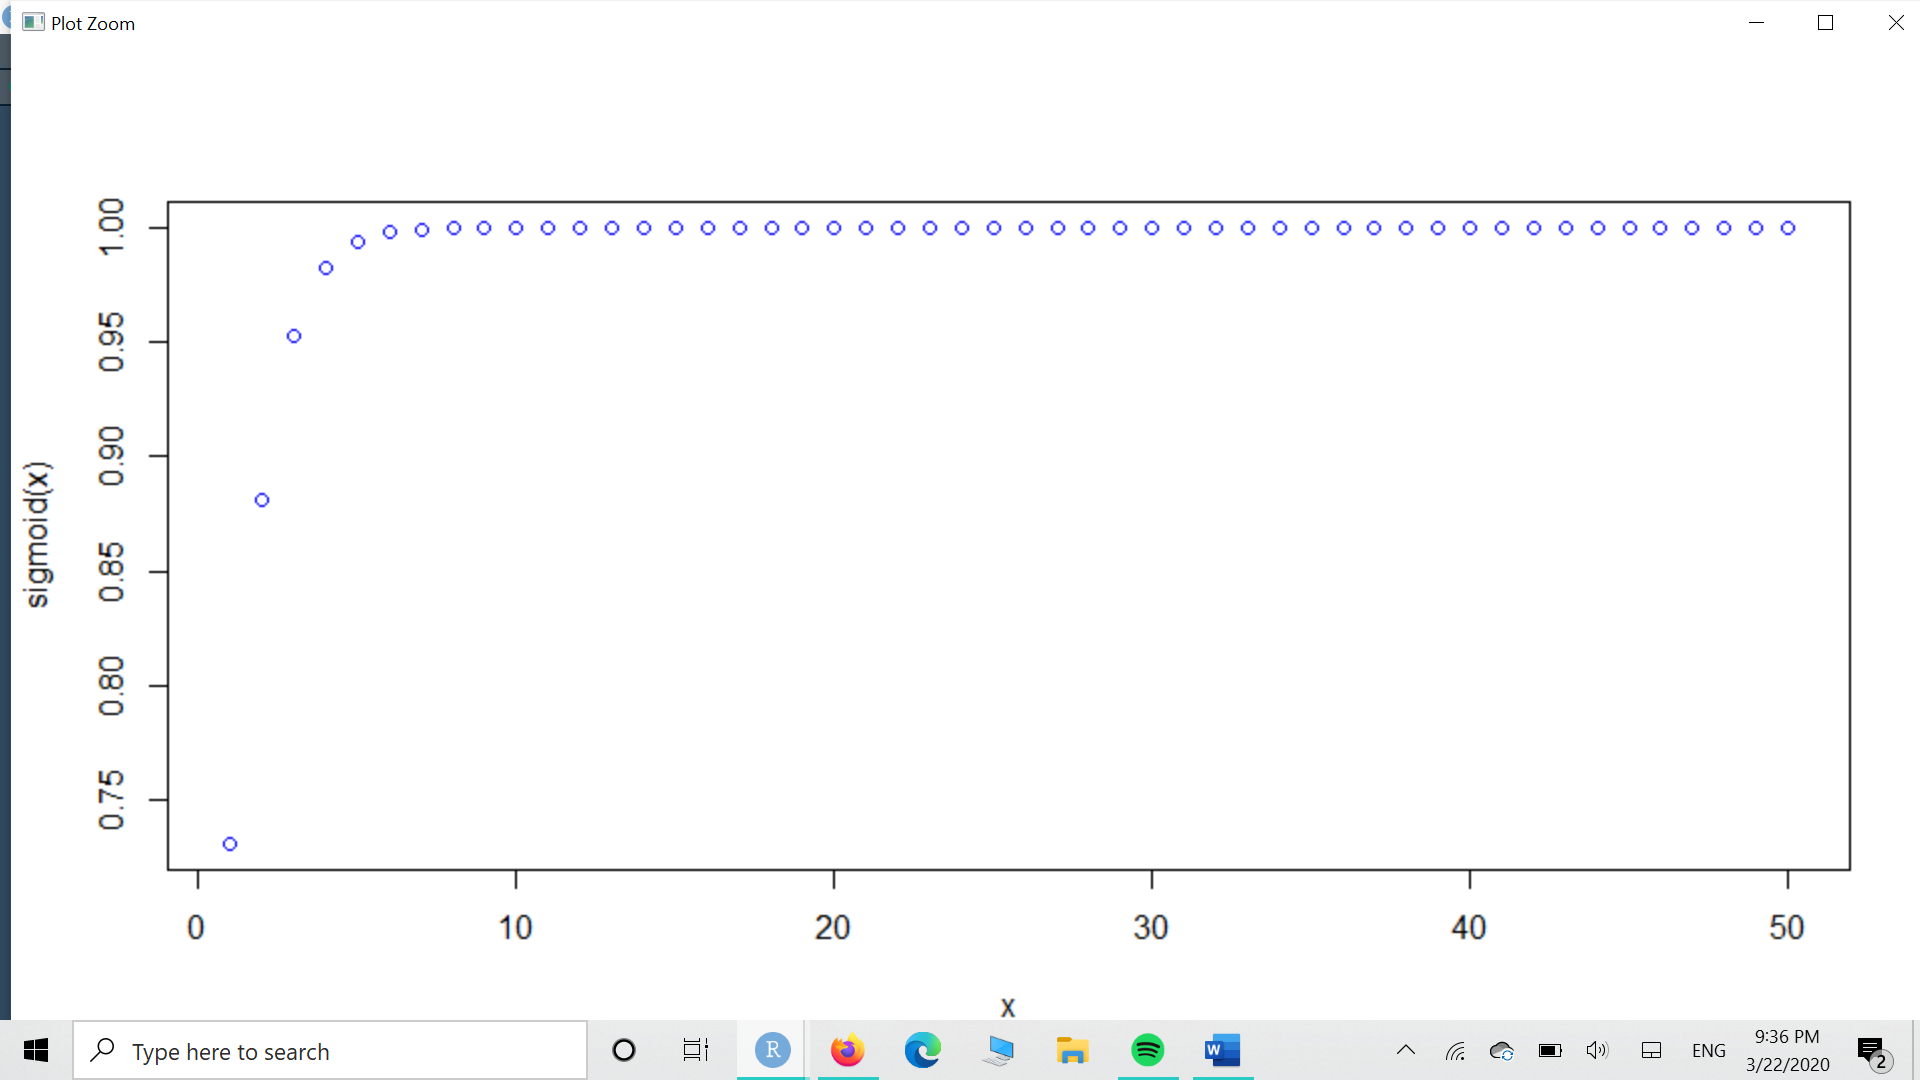 Plot Zoom
1.00
0.95
0.90
0.85
0.80
0.75
sigmoid(x)
0 10 20 30 40 50
x
Type here to search
R
W
ENG
9:36 PM
3/22/2020
2